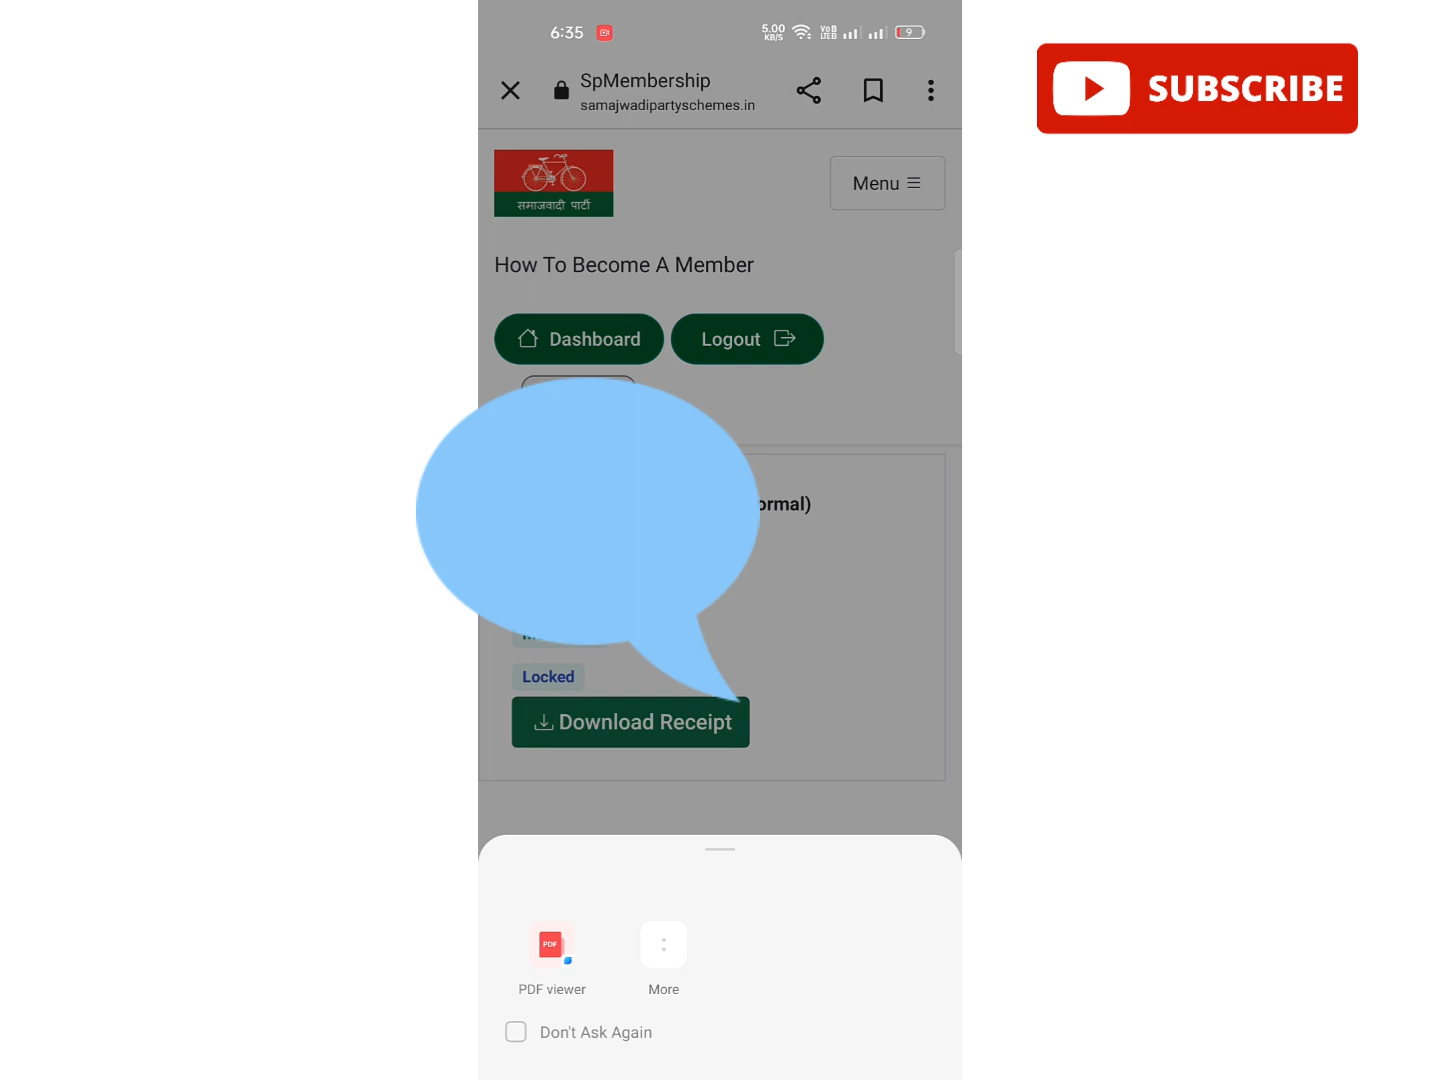 6:35
5.00 KB/S
9
SpMembership
samajwadipartyschemes.in
SUBSCRIBE
समाजवादी पार्टी
Menu
How To Become A Member
Dashboard
Logout
ormal)
Locked
Download Receipt
PDF
PDF viewer
More
Don't Ask Again